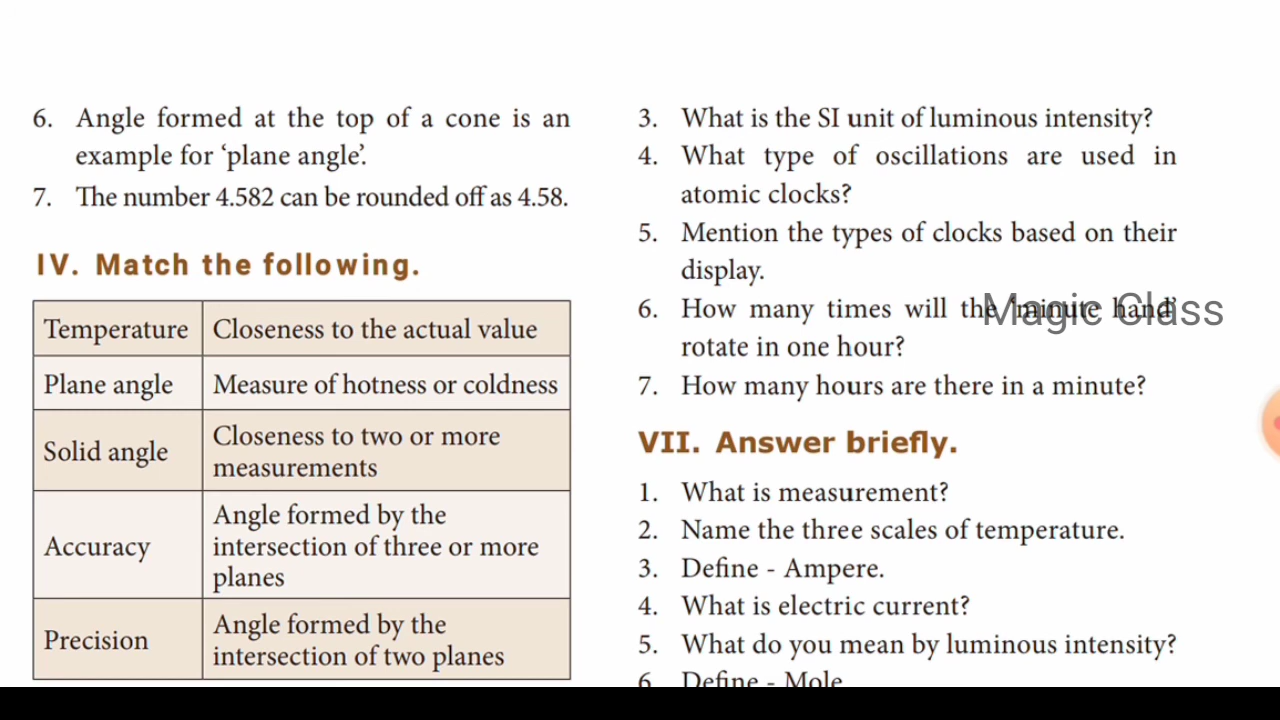 6. Angle formed at the top of a cone is an
example for ‘plane angle’.
7. The number 4.582 can be rounded off as 4.58.
IV. Match the following.
Temperature Closeness to the actual value
Plane angle Measure of hotness or coldness
Solid angle Closeness to two or more
measurements
Accuracy Angle formed by the
intersection of three or more
planes
Precision Angle formed by the
intersection of two planes
3. What is the SI unit of luminous intensity?
4. What type of oscillations are used in
atomic clocks?
5. Mention the types of clocks based on their
display.
6. How many times will the ‘minute hand’
rotate in one hour?
7. How many hours are there in a minute?
Magic Class
VII. Answer briefly.
1. What is measurement?
2. Name the three scales of temperature.
3. Define - Ampere.
4. What is electric current?
5. What do you mean by luminous intensity?
6. Define - Mole